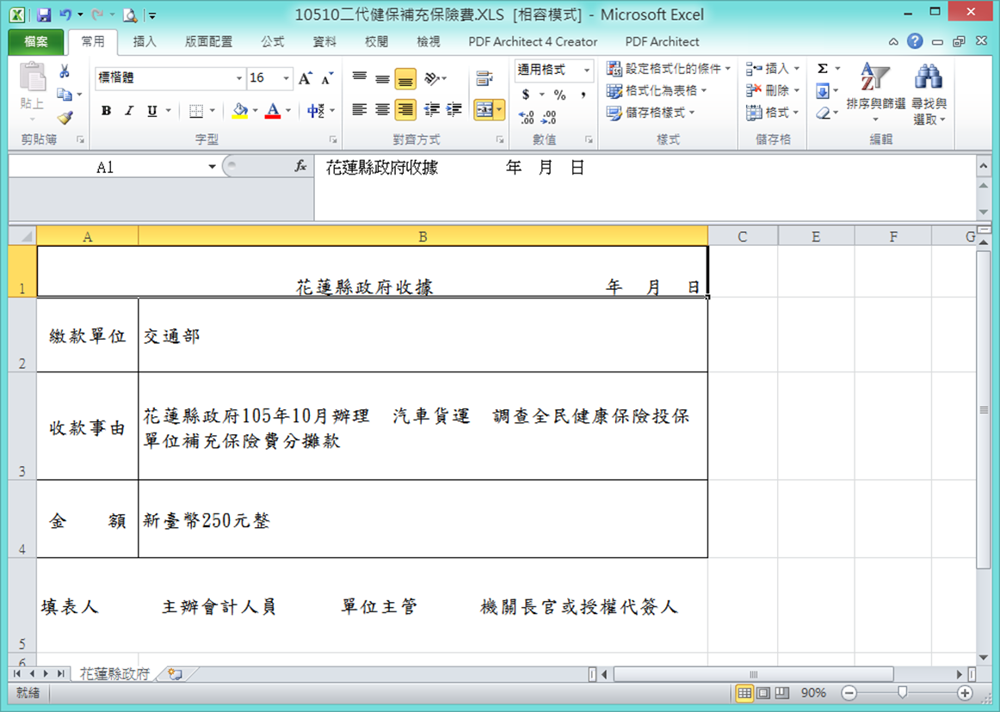 10510二代健保補充保險費.XLS [相容模式] - Microsoft Excel
檔案 常用 插入 版面配置 公式 資料 校閱 檢視 PDF Architect 4 Creator PDF Architect
標楷體 16 通用格式 設定格式化的條件 插入 Σ
貼上 B I U 中 $ % , 格式化為表格 刪除 排序與篩選 尋找與選取
.0 .00 .00 .0 儲存格樣式 格式
剪貼簿 字型 對齊方式 數值 樣式 儲存格 編輯
A1 fx 花蓮縣政府收據 年 月 日
A B C E F G
1 花蓮縣政府收據 年 月 日
2 繳款單位 交通部
3 收款事由 花蓮縣政府105年10月辦理 汽車貨運 調查全民健康保險投保
單位補充保險費分攤款
4 金 額 新臺幣250元整
5 填表人 主辦會計人員 單位主管 機關長官或授權代簽人
6
花蓮縣政府
就緒 90%